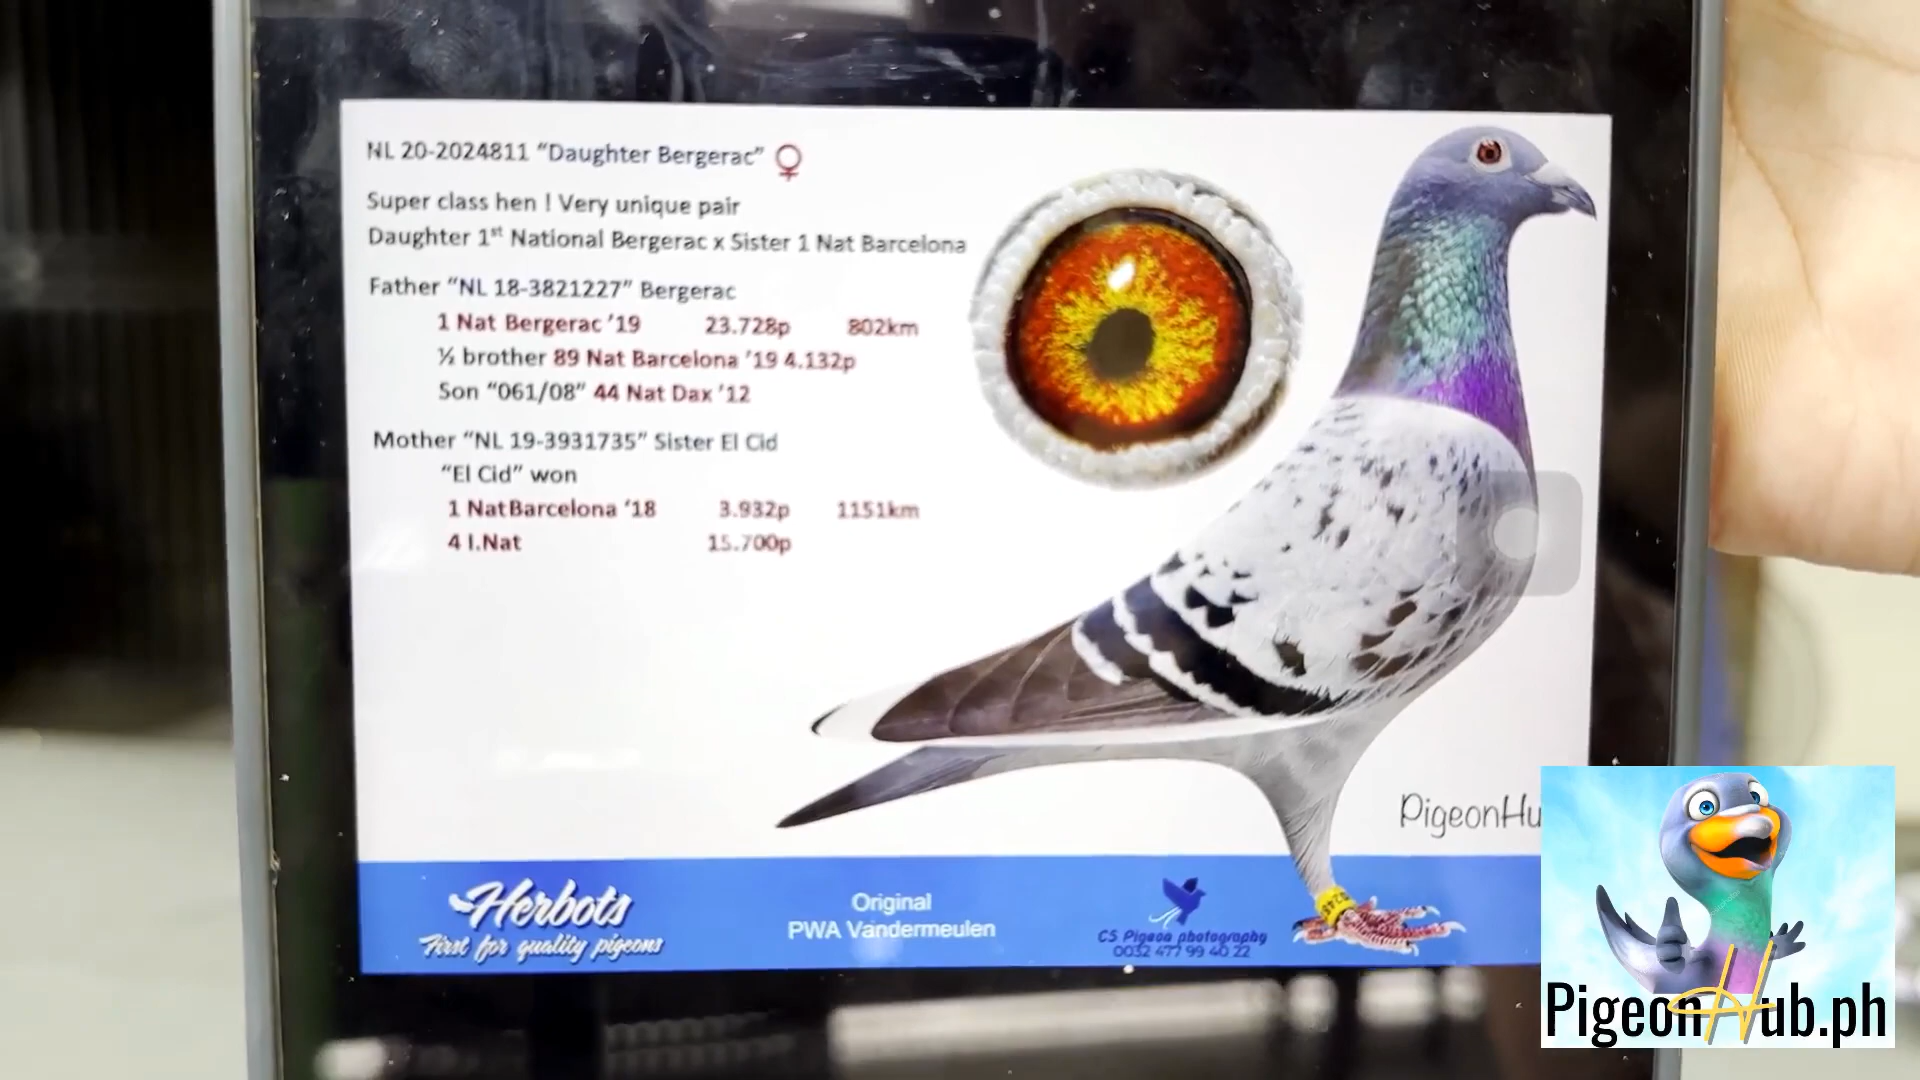 NL 20-2024811 “Daughter Bergerac” ♀
Super class hen ! Very unique pair
Daughter 1st National Bergerac x Sister 1 Nat Barcelona
Father “NL 18-3821227” Bergerac
1 Nat Bergerac ’19 23.728p 802km
½ brother 89 Nat Barcelona ’19 4.132p
Son “061/08” 44 Nat Dax ’12
Mother “NL 19-3931735” Sister El Cid
“El Cid” won
1 Nat Barcelona ’18 3.932p 1151km
4 I.Nat 15.700p
PigeonHu
Herbots
First for quality pigeons
Original
PWA Vandermeulen
CS Pigeon photography
0032 477 99 40 22
PigeonHub.ph